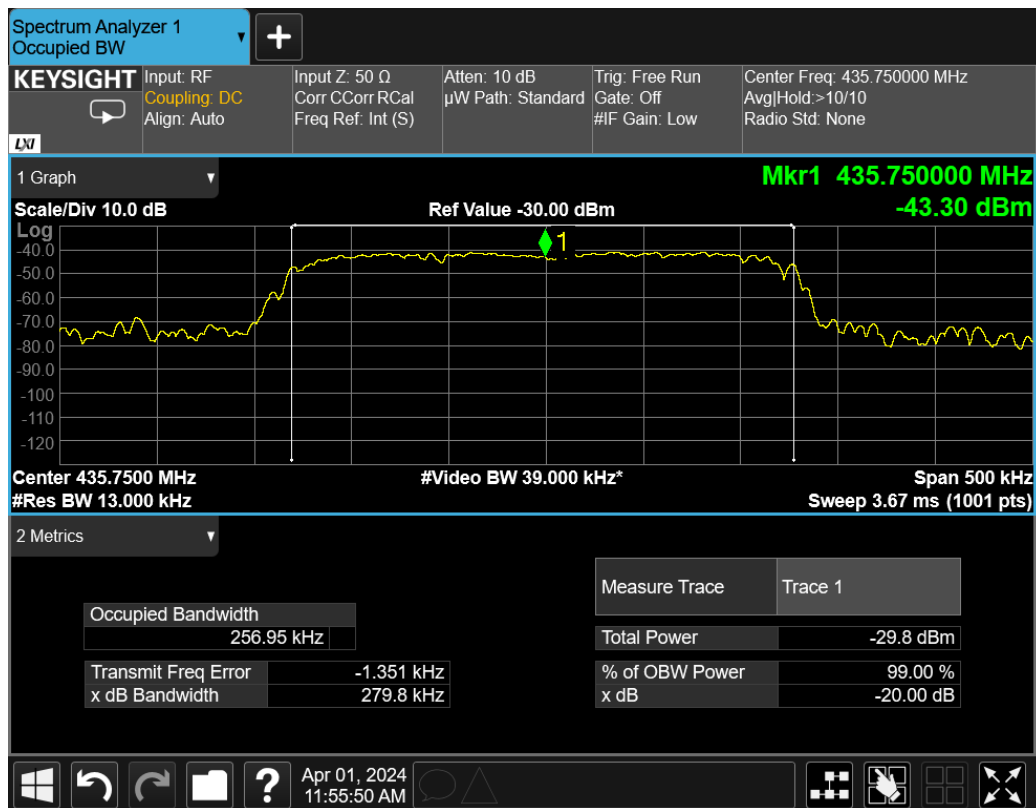 Spectrum Analyzer 1
Occupied BW
+
KEYSIGHT
LXI
Input: RF
Coupling: DC
Align: Auto
Input Z: 50 Ω
Corr CCorr RCal
Freq Ref: Int (S)
Atten: 10 dB
µW Path: Standard
Trig: Free Run
Gate: Off
#IF Gain: Low
Center Freq: 435.750000 MHz
Avg|Hold:>10/10
Radio Std: None
1 Graph
Mkr1 435.750000 MHz
-43.30 dBm
Scale/Div 10.0 dB
Ref Value -30.00 dBm
Log
1
-40.0
-50.0
-60.0
-70.0
-80.0
-90.0
-100
-110
-120
Center 435.7500 MHz
#Video BW 39.000 kHz*
Span 500 kHz
#Res BW 13.000 kHz
Sweep 3.67 ms (1001 pts)
2 Metrics
Measure Trace Trace 1
Occupied Bandwidth
256.95 kHz
Total Power -29.8 dBm
Transmit Freq Error -1.351 kHz
% of OBW Power 99.00 %
x dB Bandwidth 279.8 kHz
x dB -20.00 dB
?
Apr 01, 2024
11:55:50 AM